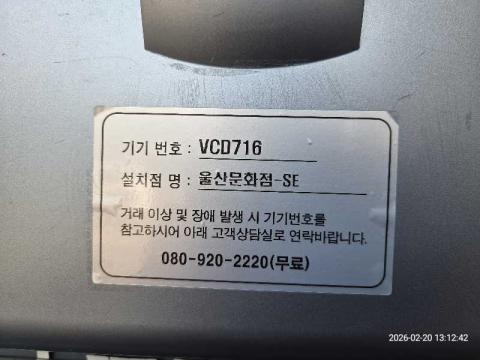 기기 번호 : VCD716
설치점 명 : 울산문화점-SE
거래 이상 및 장애 발생 시 기기번호를
참고하시어 아래 고객상담실로 연락바랍니다.
080-920-2220(무료)
2026-02-20 13:12:42